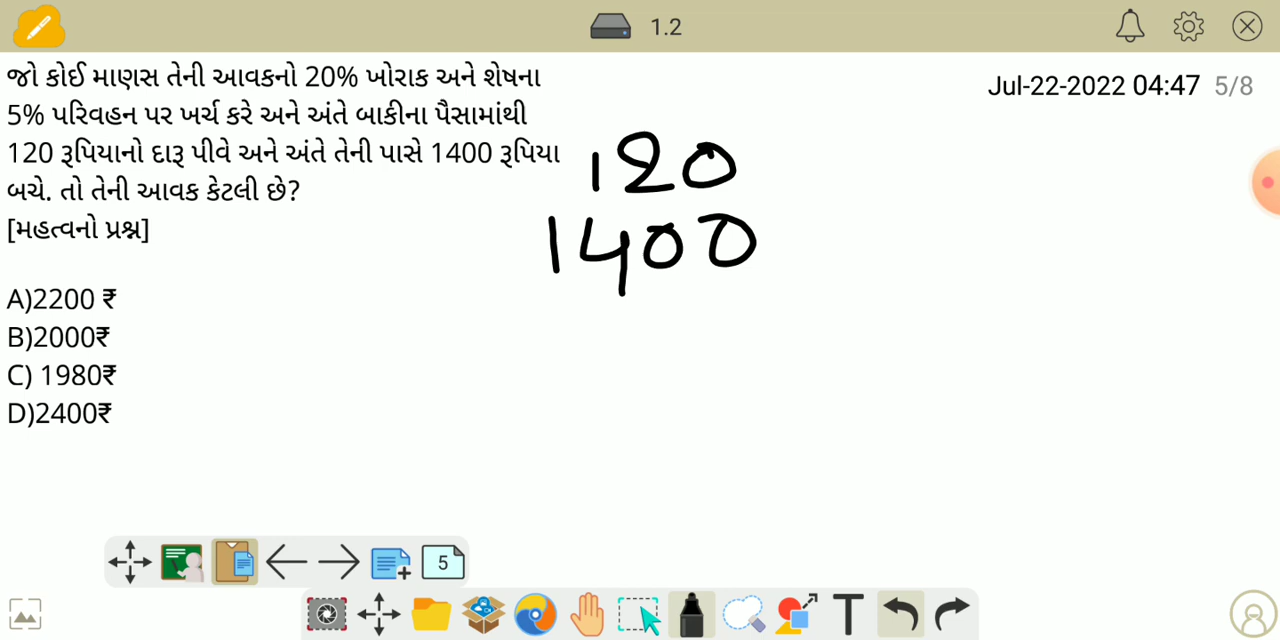 1.2
Jul-22-2022 04:47 5/8
જો કોઈ માણસ તેની આવકનો 20% ખોરાક અને શેષના
5% પરિવહન પર ખર્ચ કરે અને અંતે બાકીના પૈસામાંથી
120 રૂપિયાનો દારૂ પીવે અને અંતે તેની પાસે 1400 રૂપિયા
બચે. તો તેની આવક કેટલી છે?
[મહત્વનો પ્રશ્ન]
120
1400
A)2200 ₹
B)2000₹
C) 1980₹
D)2400₹
5
T